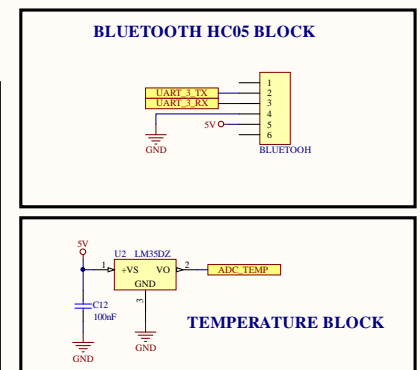 BLUETOOTH HC05 BLOCK
1
UART_3_TX 2
UART_3_RX 3
4
5V 5
6
GND
BLUETOOH
5V
U2 LM35DZ
1 +VS VO 2 ADC_TEMP
GND
C12
3
100nF
TEMPERATURE BLOCK
GND
GND